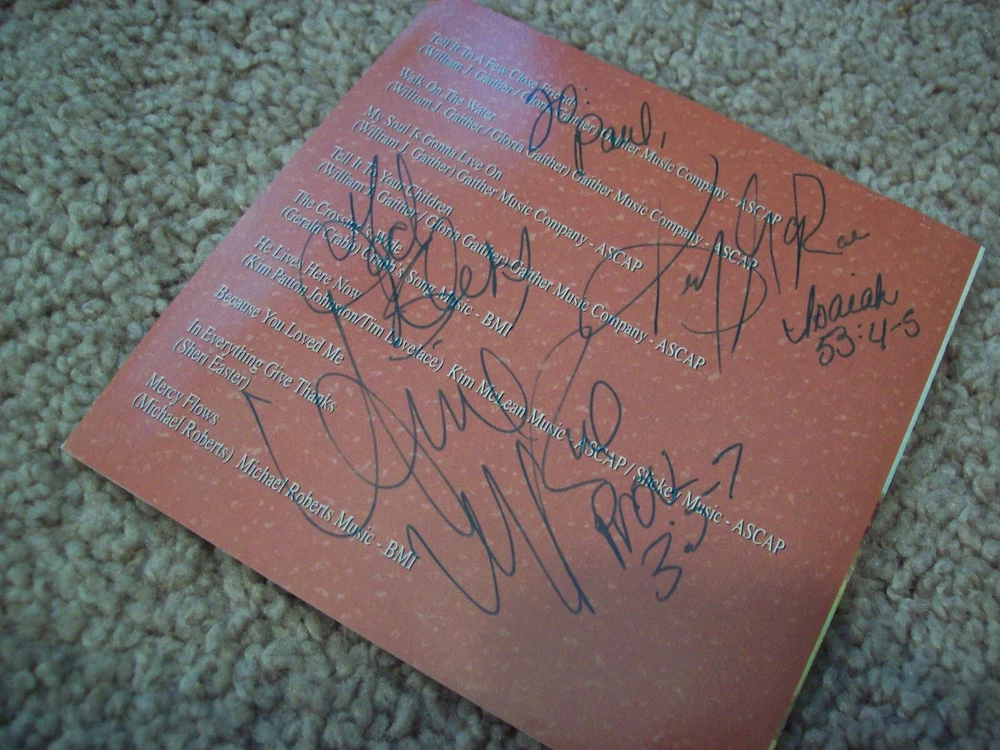 Tell It To A Few Close Friends
(William J. Gaither / Gloria Gaither) Gaither Music Company - ASCAP
Walk On The Water
(William J. Gaither / Gloria Gaither) Gaither Music Company - ASCAP
My Soul Is Gonna Live On
(William J. Gaither) Gaither Music Company - ASCAP
Tell It To Your Children
(William J. Gaither / Gloria Gaither) Gaither Music Company - ASCAP
The Crossing's Wide
(Gerald Crabb) Crabb's Song Music - BMI
He Lives Here Now
(Kim Patton Johnston/Tim Lovelace) Kim McLean Music - ASCAP / Slickey Music - ASCAP
Because You Loved Me
In Everything Give Thanks
(Sheri Easter)
Mercy Flows
(Michael Roberts) Michael Roberts Music - BMI
Hi paul,
Isaiah
53:4-5
Prov
3:5-7